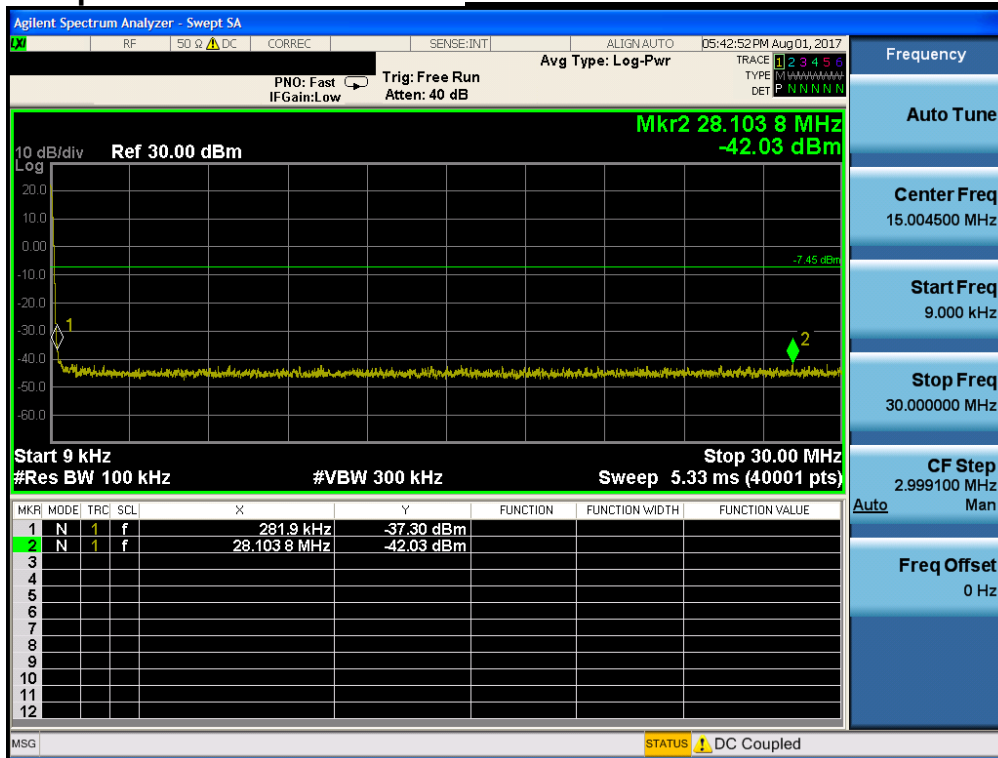 Agilent Spectrum Analyzer - Swept SA
LXI RF 50 Ω DC CORREC SENSE:INT ALIGN AUTO 05:42:52 PM Aug 01, 2017
Avg Type: Log-Pwr
TRACE 1 2 3 4 5 6
TYPE M
DET P N N N N N
PNO: Fast
IFGain:Low
Trig: Free Run
Atten: 40 dB
Mkr2 28.103 8 MHz
-42.03 dBm
10 dB/div Ref 30.00 dBm
Log
20.0
10.0
0.00
-7.45 dBm
-10.0
-20.0
-30.0
1
2
-40.0
-50.0
-60.0
Start 9 kHz Stop 30.00 MHz
#Res BW 100 kHz #VBW 300 kHz Sweep 5.33 ms (40001 pts)
MKR MODE TRC SCL X Y FUNCTION FUNCTION WIDTH FUNCTION VALUE
1 N 1 f 281.9 kHz -37.30 dBm
2 N 1 f 28.103 8 MHz -42.03 dBm
3
4
5
6
7
8
9
10
11
12
MSG STATUS DC Coupled
Frequency
Auto Tune
Center Freq
15.004500 MHz
Start Freq
9.000 kHz
Stop Freq
30.000000 MHz
CF Step
2.999100 MHz
Auto Man
Freq Offset
0 Hz